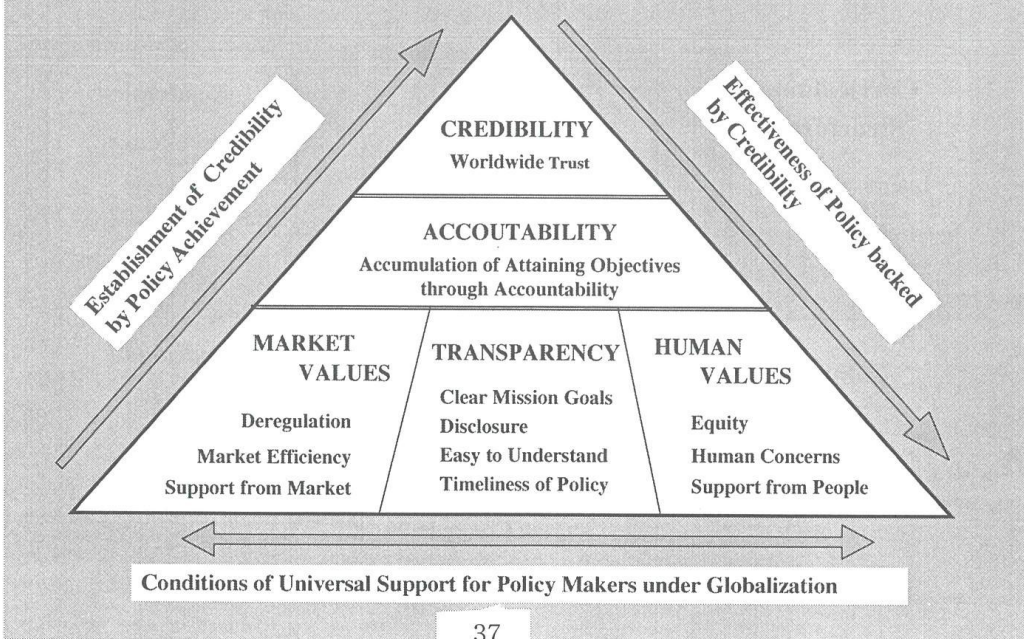 Establishment of Credibility
by Policy Achievement
Effectiveness of Policy backed
by Credibility
CREDIBILITY
Worldwide Trust
ACCOUTABILITY
Accumulation of Attaining Objectives
through Accountability
MARKET
VALUES
Deregulation
Market Efficiency
Support from Market
TRANSPARENCY
Clear Mission Goals
Disclosure
Easy to Understand
Timeliness of Policy
HUMAN
VALUES
Equity
Human Concerns
Support from People
Conditions of Universal Support for Policy Makers under Globalization
37